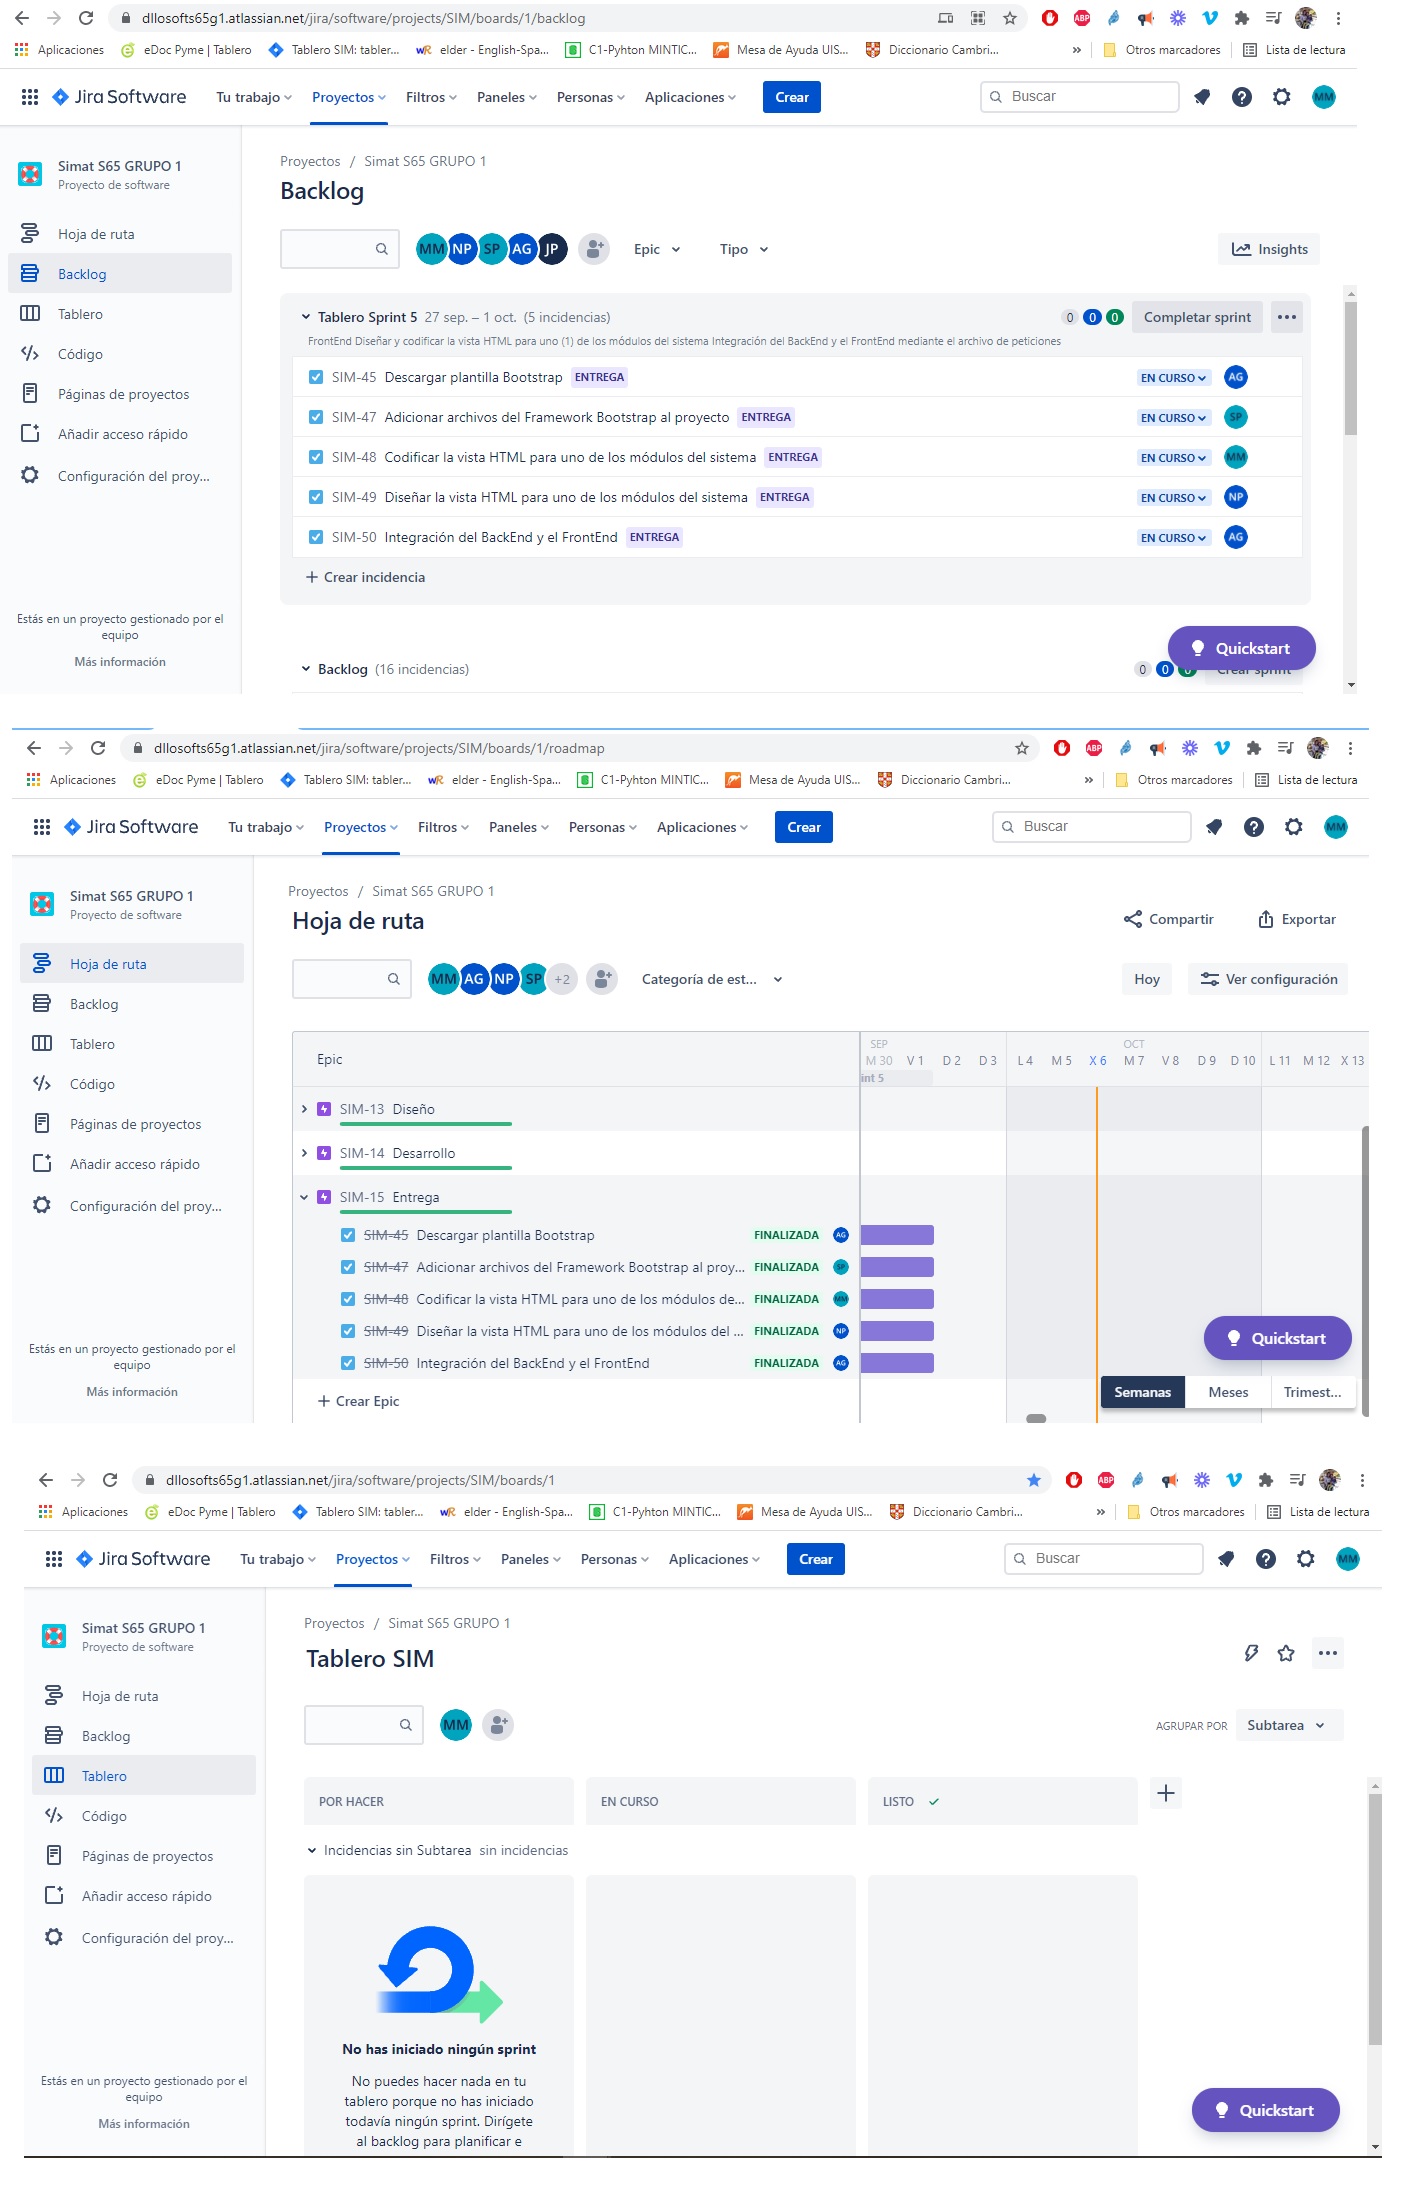 dllosofts65g1.atlassian.net/jira/software/projects/SIM/boards/1/backlog
Aplicaciones eDoc Pyme | Tablero Tablero SIM: tabler... wR elder - English-Spa... C1-Pyhton MINTIC... Mesa de Ayuda UIS... Diccionario Cambri... » Otros marcadores Lista de lectura
Jira Software Tu trabajo Proyectos Filtros Paneles Personas Aplicaciones Crear Buscar MM
Simat S65 GRUPO 1
Proyecto de software
Hoja de ruta
Backlog
Tablero
Código
Páginas de proyectos
Añadir acceso rápido
Configuración del proy...
Estás en un proyecto gestionado por el
equipo
Más información
Proyectos / Simat S65 GRUPO 1
Backlog
MM NP SP AG JP Epic Tipo Insights
Tablero Sprint 5 27 sep. – 1 oct. (5 incidencias) 0 0 0 Completar sprint
FrontEnd Diseñar y codificar la vista HTML para uno (1) de los módulos del sistema Integración del BackEnd y el FrontEnd mediante el archivo de peticiones
SIM-45 Descargar plantilla Bootstrap ENTREGA EN CURSO AG
SIM-47 Adicionar archivos del Framework Bootstrap al proyecto ENTREGA EN CURSO SP
SIM-48 Codificar la vista HTML para uno de los módulos del sistema ENTREGA EN CURSO MM
SIM-49 Diseñar la vista HTML para uno de los módulos del sistema ENTREGA EN CURSO NP
SIM-50 Integración del BackEnd y el FrontEnd ENTREGA EN CURSO AG
+ Crear incidencia
Quickstart
Backlog (16 incidencias) 0 0 0 Crear sprint
dllosofts65g1.atlassian.net/jira/software/projects/SIM/boards/1/roadmap
Aplicaciones eDoc Pyme | Tablero Tablero SIM: tabler... wR elder - English-Spa... C1-Pyhton MINTIC... Mesa de Ayuda UIS... Diccionario Cambri... » Otros marcadores Lista de lectura
Jira Software Tu trabajo Proyectos Filtros Paneles Personas Aplicaciones Crear Buscar MM
Simat S65 GRUPO 1
Proyecto de software
Hoja de ruta
Backlog
Tablero
Código
Páginas de proyectos
Añadir acceso rápido
Configuración del proy...
Estás en un proyecto gestionado por el
equipo
Más información
Proyectos / Simat S65 GRUPO 1
Hoja de ruta Compartir Exportar
MM AG NP SP +2 Categoría de est... Hoy Ver configuración
SEP OCT
Epic M 30 V 1 D 2 D 3 L 4 M 5 X 6 M 7 V 8 D 9 D 10 L 11 M 12 X 13
int 5
SIM-13 Diseño
SIM-14 Desarrollo
SIM-15 Entrega
SIM-45 Descargar plantilla Bootstrap FINALIZADA AG
SIM-47 Adicionar archivos del Framework Bootstrap al proy... FINALIZADA SP
SIM-48 Codificar la vista HTML para uno de los módulos de... FINALIZADA MM
SIM-49 Diseñar la vista HTML para uno de los módulos del ... FINALIZADA NP
SIM-50 Integración del BackEnd y el FrontEnd FINALIZADA AG
Quickstart
+ Crear Epic Semanas Meses Trimest...
dllosofts65g1.atlassian.net/jira/software/projects/SIM/boards/1
Aplicaciones eDoc Pyme | Tablero Tablero SIM: tabler... wR elder - English-Spa... C1-Pyhton MINTIC... Mesa de Ayuda UIS... Diccionario Cambri... » Otros marcadores Lista de lectura
Jira Software Tu trabajo Proyectos Filtros Paneles Personas Aplicaciones Crear Buscar MM
Simat S65 GRUPO 1
Proyecto de software
Hoja de ruta
Backlog
Tablero
Código
Páginas de proyectos
Añadir acceso rápido
Configuración del proy...
Estás en un proyecto gestionado por el
equipo
Más información
Proyectos / Simat S65 GRUPO 1
Tablero SIM
MM AGRUPAR POR Subtarea
POR HACER EN CURSO LISTO
Incidencias sin Subtarea sin incidencias
No has iniciado ningún sprint
No puedes hacer nada en tu
tablero porque no has iniciado
todavía ningún sprint. Dirígete
al backlog para planificar e
Quickstart